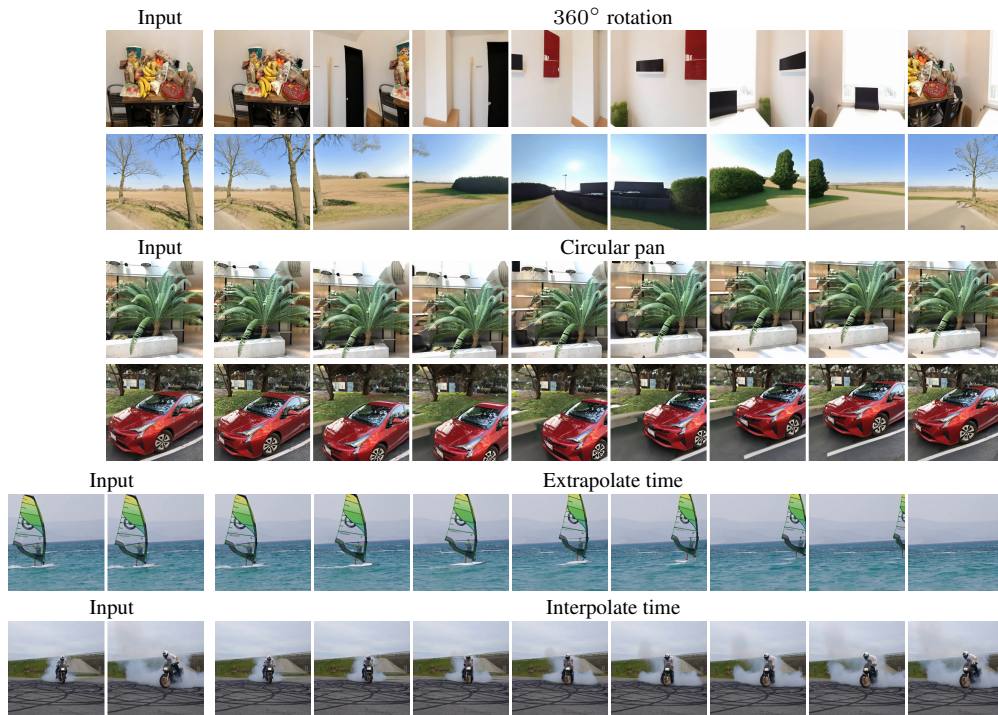 Input 360° rotation
Input Circular pan
Input Extrapolate time
Input Interpolate time